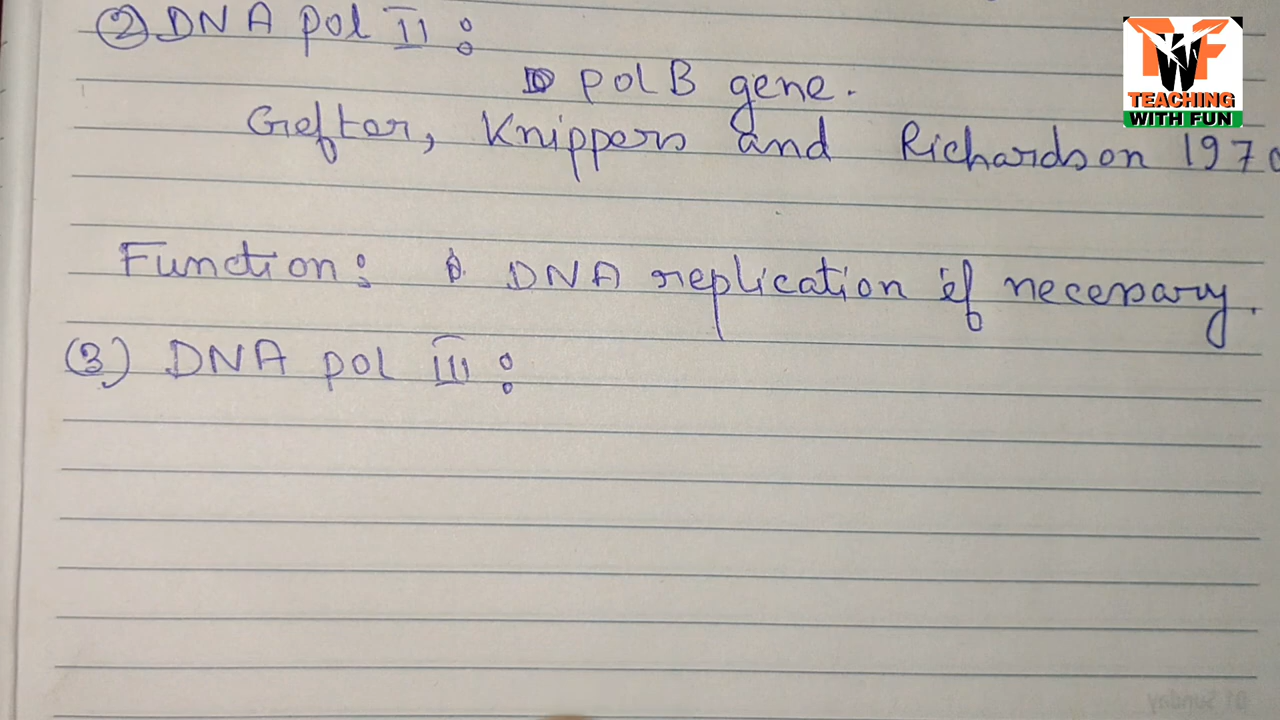 ② DNA pol II :
pol B gene.
Gefter, Knippers and Richardson 1970
Function: DNA replication if necessary.
(3) DNA pol III :
TWF
TEACHING
WITH FUN